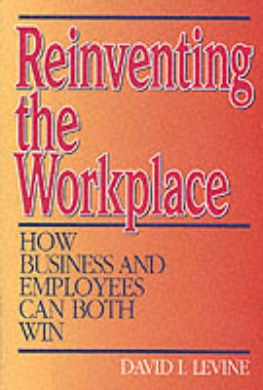 Reinventing
the
Workplace
HOW
BUSINESS AND
EMPLOYEES
CAN BOTH
WIN
DAVID I. LEVINE